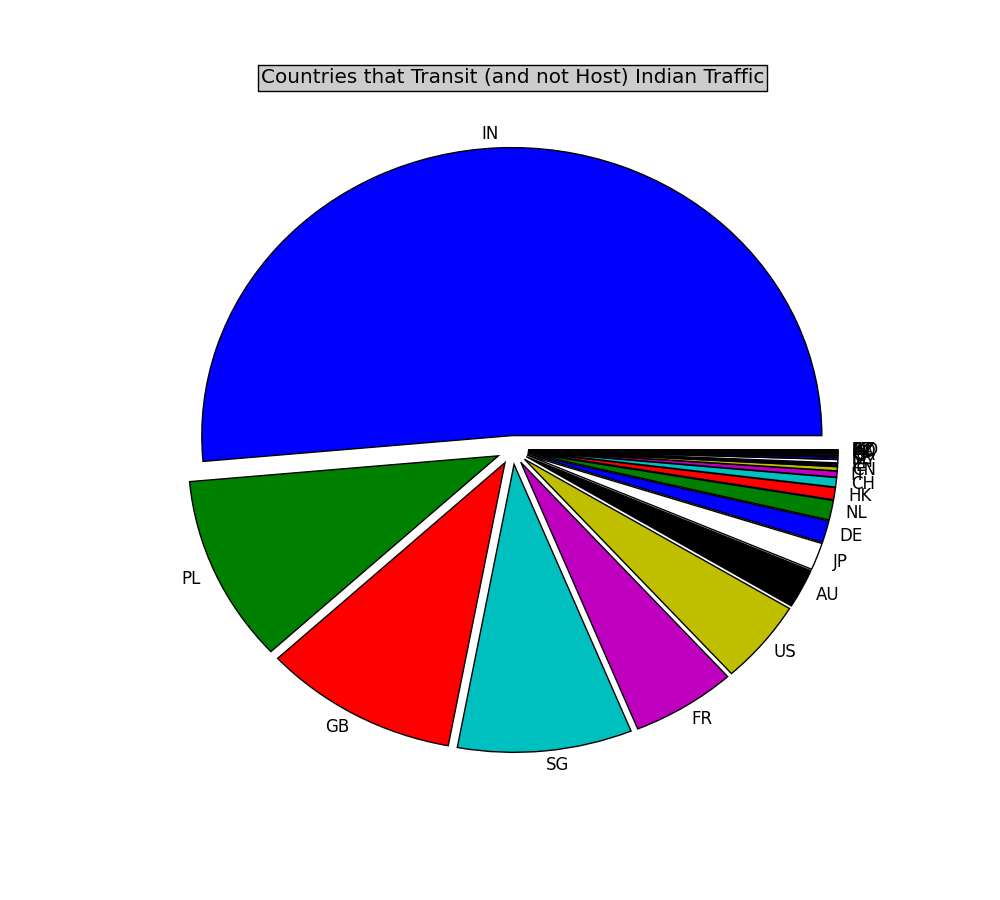 Countries that Transit (and not Host) Indian Traffic
IN
PL
GB
SG
FR
US
AU
JP
DE
NL
HK
CH
CN